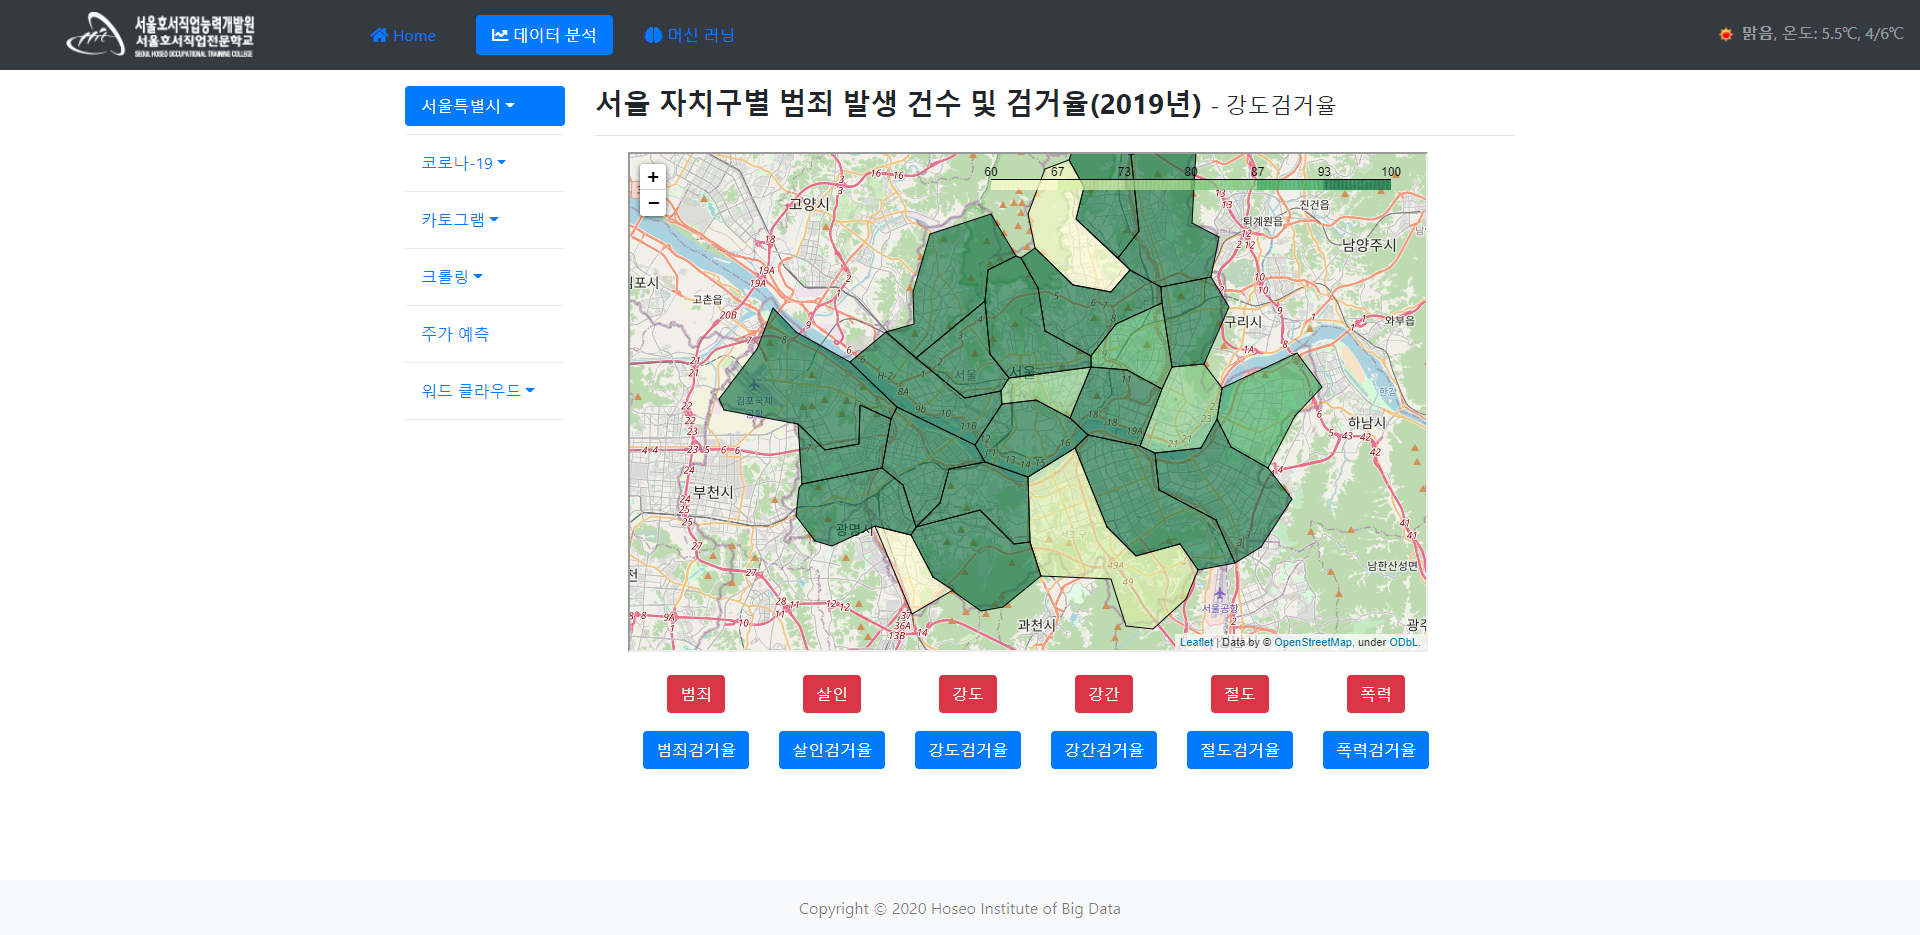 서울호서직업능력개발원
서울호서직업전문학교
SEOUL HOSEO OCCUPATIONAL TRAINING COLLEGE
Home
데이터 분석
머신 러닝
맑음, 온도: 5.5℃, 4/6℃
서울특별시
코로나-19
카토그램
크롤링
주가 예측
워드 클라우드
서울 자치구별 범죄 발생 건수 및 검거율(2019년) - 강도검거율
+
−
60 67 73 80 87 93 100
고양시
진건읍
퇴계원읍
남양주시
고촌읍
구리시
와부읍
서울
서울
김포국제
공항
한강
하남시
부천시
광명시
서초구
남한산성면
서울공항
과천시
Leaflet | Data by © OpenStreetMap, under ODbL.
범죄
살인
강도
강간
절도
폭력
범죄검거율
살인검거율
강도검거율
강간검거율
절도검거율
폭력검거율
Copyright © 2020 Hoseo Institute of Big Data